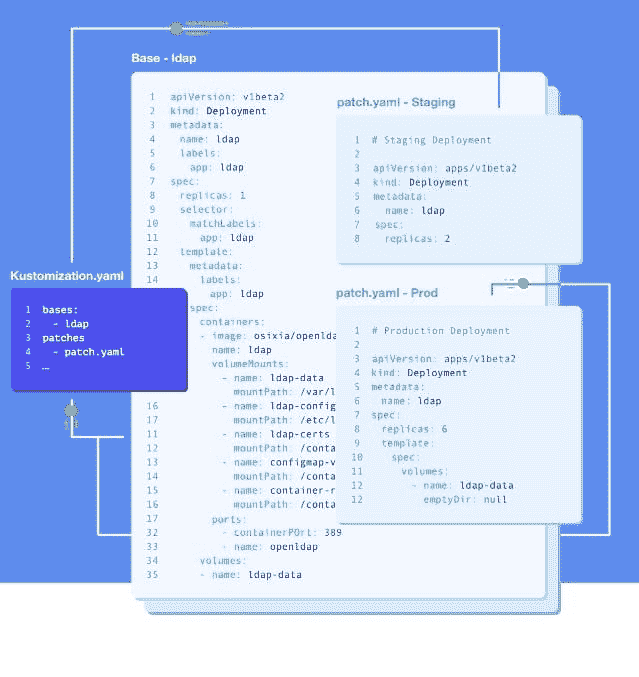 Base - ldap
1 apiVersion: v1beta2
2 kind: Deployment
3 metadata:
4 name: ldap
5 labels:
6 app: ldap
7 spec:
8 replicas: 1
9 selector:
10 matchLabels:
11 app: ldap
12 template:
13 metadata:
14 labels:
app: ldap
spec:
containers:
- image: osixia/openlda
name: ldap
volumeMounts:
- name: ldap-data
mountPath: /var/l
16 - name: ldap-config
17 mountPath: /etc/l
11 - name: ldap-certs
12 mountPath: /conta
13 - name: configmap-v
14 mountPath: /conta
15 - name: container-r
16 mountPath: /conta
17 ports:
32 - containerPOrt: 389
33 - name: openldap
34 volumes:
35 - name: ldap-data
patch.yaml - Staging
1 # Staging Deployment
2
3 apiVersion: apps/v1beta2
4 kind: Deployment
5 metadata:
6 name: ldap
7 spec:
8 replicas: 2
Kustomization.yaml
1 bases:
2 - ldap
3 patches
4 - patch.yaml
5 …
patch.yaml - Prod
1 # Production Deployment
2
3 apiVersion: apps/v1beta2
4 kind: Deployment
5 metadata:
6 name: ldap
7 spec:
8 replicas: 6
9 template:
10 spec:
11 volumes:
12 - name: ldap-data
12 emptyDir: null